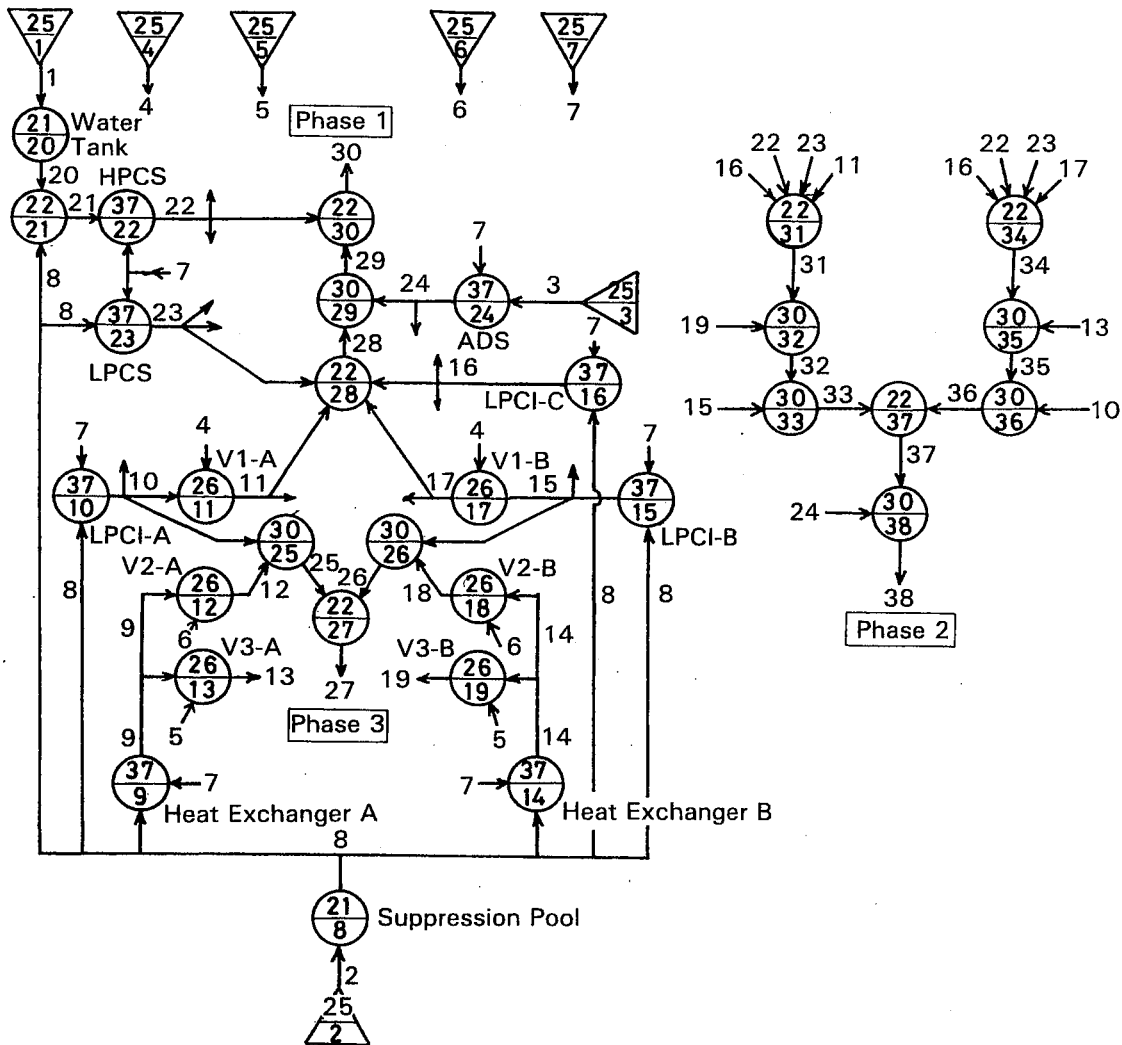 25 25 25 25 25
1 4 5 6 7
1 4 5 6 7
21 Water
20 Tank
Phase 1
20 HPCS 30
22 23 22 23
16 11 16 17
22 21 37 22 22 22 22
21 22 30 31 34
8 7 29 7 31 34
8 37 23 30 24 37 3 25
23 29 24 3
LPCS 28 ADS 7
19 30 30 13
32 35
32 35
22 16 37
28 LPCI-C 16
15 30 33 22 36 30 10
33 37 36
7 4 4 7
37 10 26 V1-A 11 17 26 V1-B 15 37
10 11 17 15
LPCI-A 30 30 LPCI-B
25 26
37
24 30
38
V2-A 25 26 V2-B
8 26 12 18 26 8 8
12 22 18
9 6 27 6 14
38
Phase 2
V3-A V3-B
26 13 27 19 26
13 19
Phase 3
9 5 5 14
37 7 7 37
9 14
Heat Exchanger A Heat Exchanger B
8
21 Suppression Pool
8
2
25
2